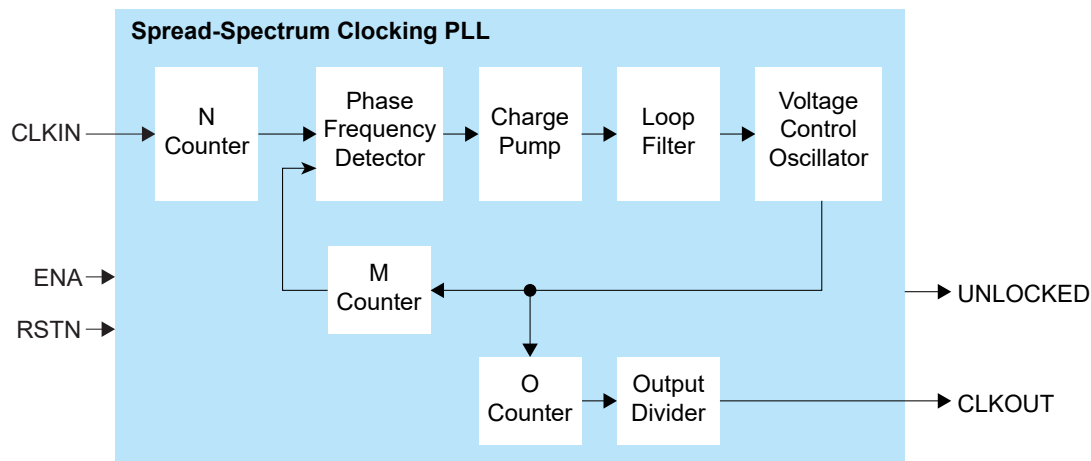 Spread-Spectrum Clocking PLL
CLKIN
N
Counter
Phase
Frequency
Detector
Charge
Pump
Loop
Filter
Voltage
Control
Oscillator
ENA
RSTN
M
Counter
UNLOCKED
O
Counter
Output
Divider
CLKOUT